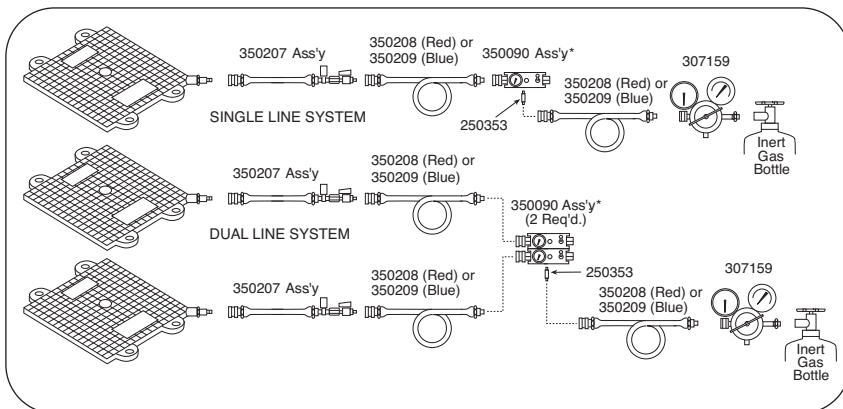 350207 Ass'y
350208 (Red) or
350209 (Blue)
350090 Ass'y*
350208 (Red) or
350209 (Blue)
307159
250353
SINGLE LINE SYSTEM
Inert
Gas
Bottle
350207 Ass'y
350208 (Red) or
350209 (Blue)
350090 Ass'y*
(2 Req'd.)
DUAL LINE SYSTEM
250353
350207 Ass'y
350208 (Red) or
350209 (Blue)
350208 (Red) or
350209 (Blue)
307159
Inert
Gas
Bottle